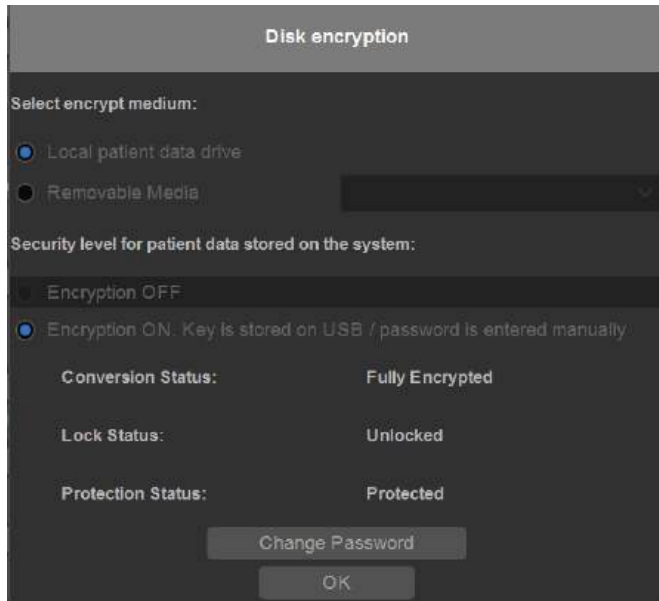 Disk encryption
Select encrypt medium:
Local patient data drive
Removable Media
Security level for patient data stored on the system:
Encryption OFF
Encryption ON. Key is stored on USB / password is entered manually
Conversion Status: Fully Encrypted
Lock Status: Unlocked
Protection Status: Protected
Change Password
OK